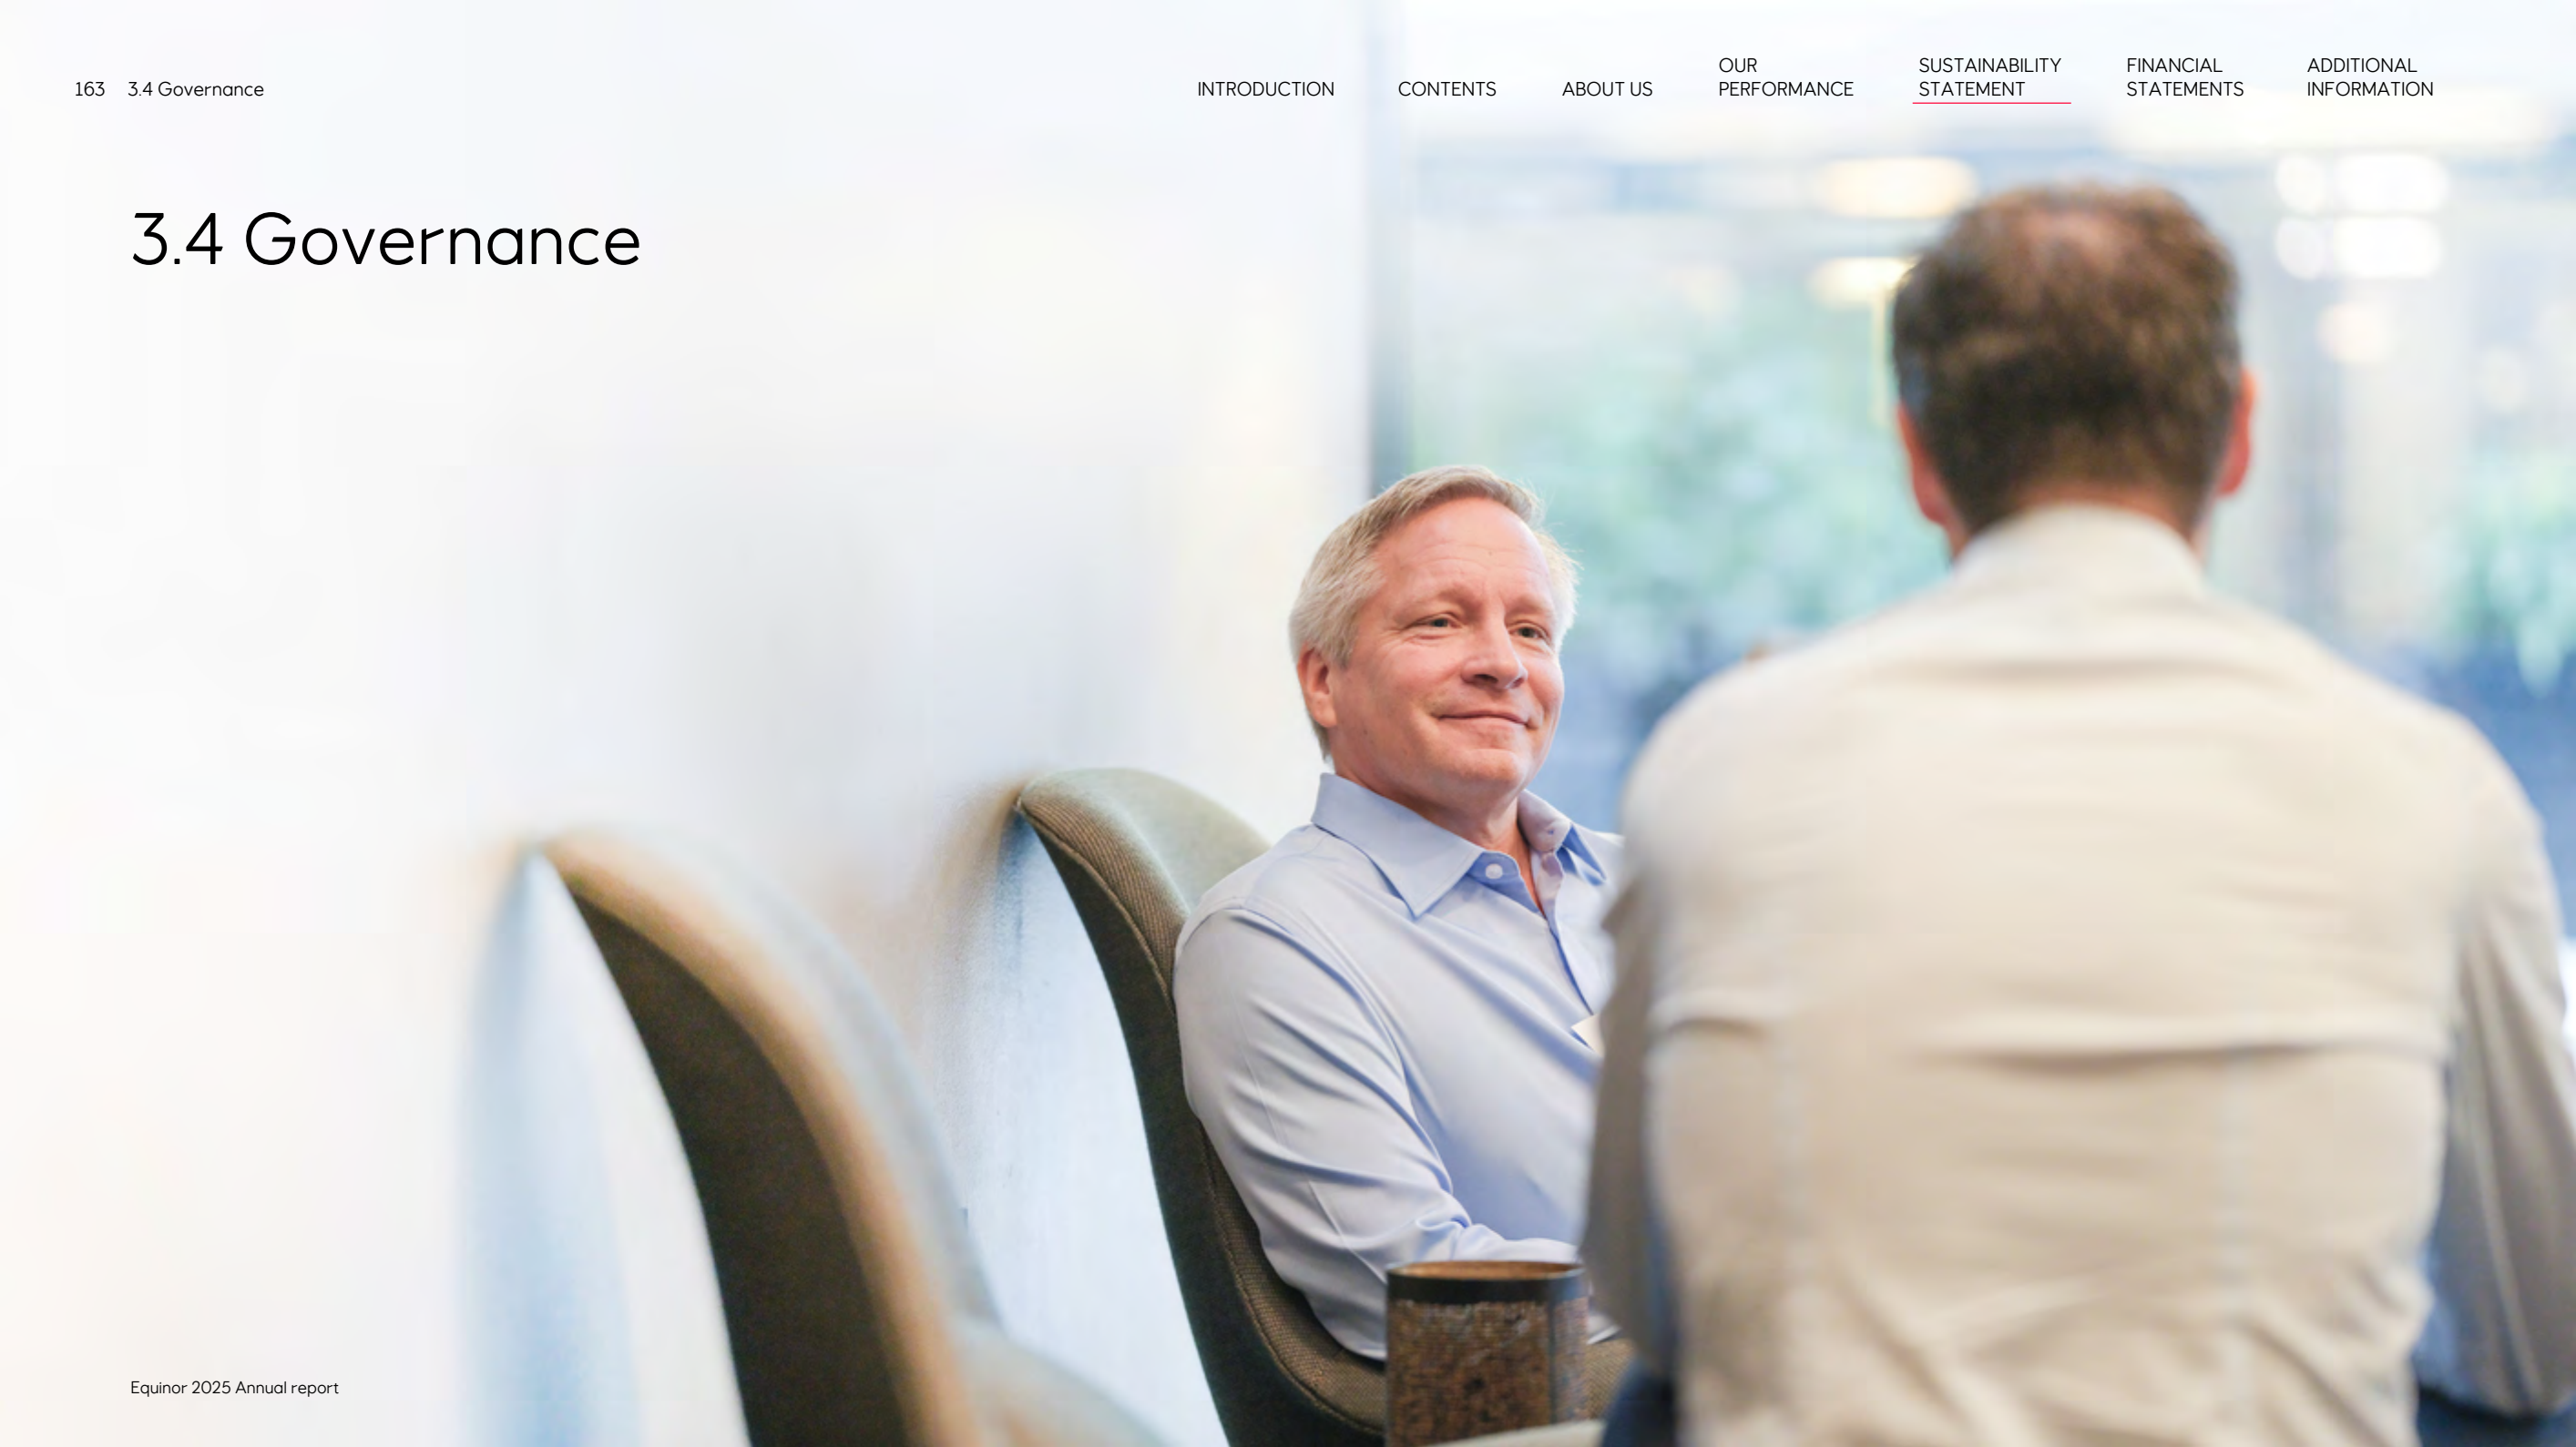 163 3.4 Governance
INTRODUCTION
CONTENTS
ABOUT US
OUR
PERFORMANCE
SUSTAINABILITY
STATEMENT
FINANCIAL
STATEMENTS
ADDITIONAL
INFORMATION
3.4 Governance
Equinor 2025 Annual report